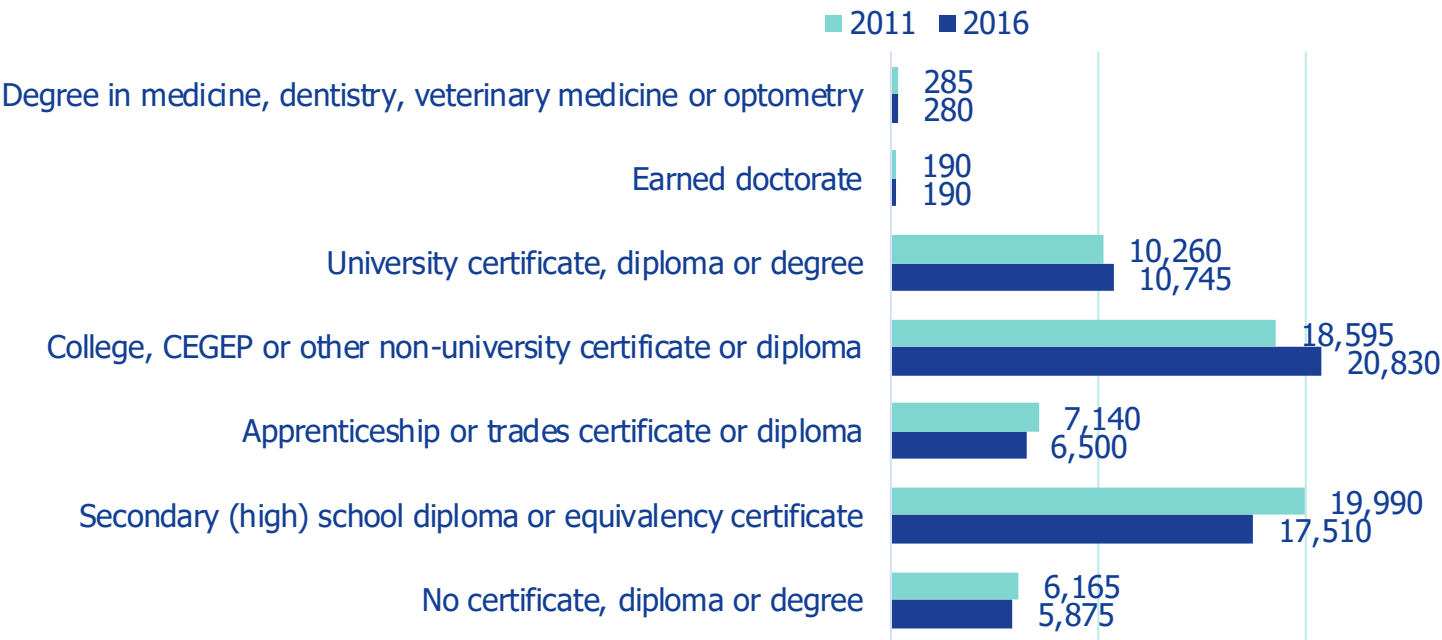 2011 2016
Degree in medicine, dentistry, veterinary medicine or optometry
285
280
Earned doctorate
190
190
University certificate, diploma or degree
10,260
10,745
College, CEGEP or other non-university certificate or diploma
18,595
20,830
Apprenticeship or trades certificate or diploma
7,140
6,500
Secondary (high) school diploma or equivalency certificate
19,990
17,510
No certificate, diploma or degree
6,165
5,875